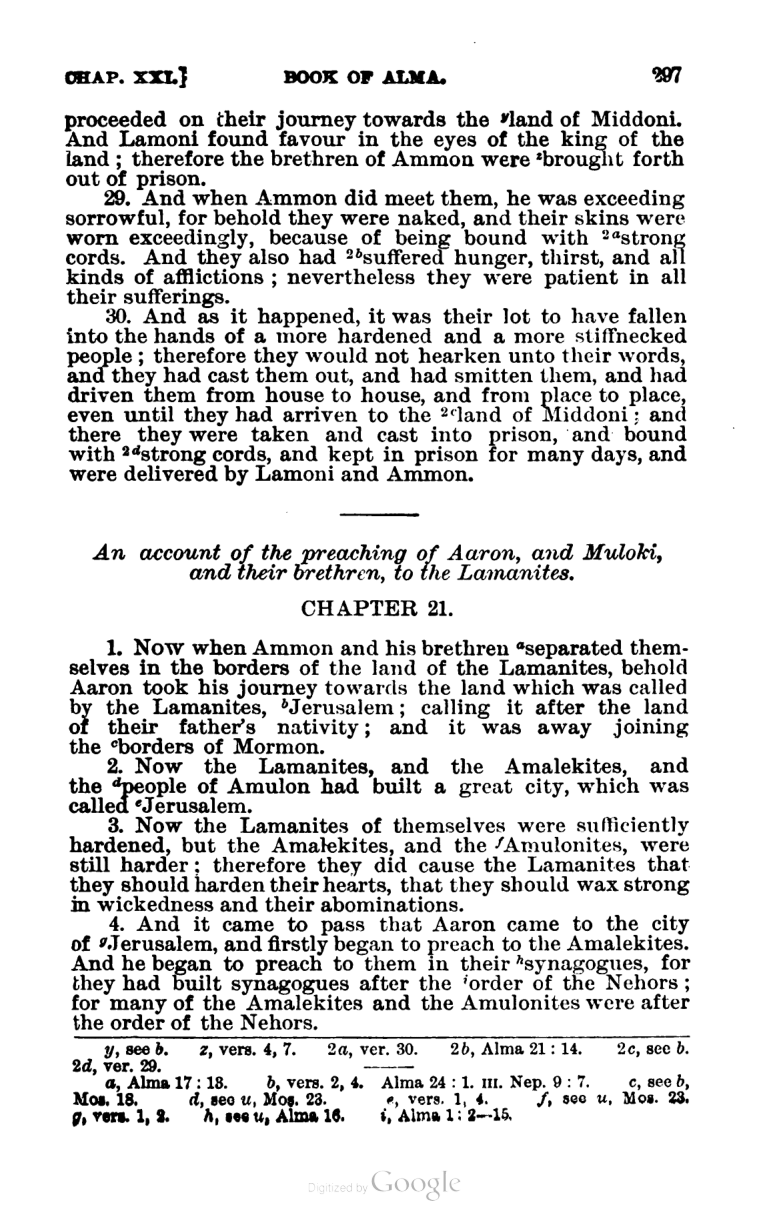 CHAP. XXI.}   BOOK OF ALMA.   297
proceeded on their journey towards the ʸland of Middoni.
And Lamoni found favour in the eyes of the king of the
land ; therefore the brethren of Ammon were ᶻbrought forth
out of prison.
29. And when Ammon did meet them, he was exceeding
sorrowful, for behold they were naked, and their skins were
worn exceedingly, because of being bound with ²ᵃstrong
cords. And they also had ²ᵇsuffered hunger, thirst, and all
kinds of afflictions ; nevertheless they were patient in all
their sufferings.
30. And as it happened, it was their lot to have fallen
into the hands of a more hardened and a more stiffnecked
people ; therefore they would not hearken unto their words,
and they had cast them out, and had smitten them, and had
driven them from house to house, and from place to place,
even until they had arriven to the ²ᶜland of Middoni ; and
there they were taken and cast into prison, and bound
with ²ᵈstrong cords, and kept in prison for many days, and
were delivered by Lamoni and Ammon.
An account of the preaching of Aaron, and Muloki,
and their brethren, to the Lamanites.
CHAPTER 21.
1. Now when Ammon and his brethren ᵃseparated them-
selves in the borders of the land of the Lamanites, behold
Aaron took his journey towards the land which was called
by the Lamanites, ᵇJerusalem ; calling it after the land
of their father's nativity ; and it was away joining
the ᶜborders of Mormon.
2. Now the Lamanites, and the Amalekites, and
the ᵈpeople of Amulon had built a great city, which was
called ᵉJerusalem.
3. Now the Lamanites of themselves were sufficiently
hardened, but the Amalekites, and the ᶠAmulonites, were
still harder ; therefore they did cause the Lamanites that
they should harden their hearts, that they should wax strong
in wickedness and their abominations.
4. And it came to pass that Aaron came to the city
of ᵍJerusalem, and firstly began to preach to the Amalekites.
And he began to preach to them in their ʰsynagogues, for
they had built synagogues after the ⁱorder of the Nehors ;
for many of the Amalekites and the Amulonites were after
the order of the Nehors.
y, see b.   z, vers. 4, 7.   2a, ver. 30.   2b, Alma 21 : 14.   2c, see b.
2d, ver. 29.
a, Alma 17 : 13.   b, vers. 2, 4.   Alma 24 : 1. III. Nep. 9 : 7.   c, see b,
Mos. 18.   d, see u, Mos. 23.   e, vers. 1, 4.   f, see u, Mos. 23.
g, vers. 1, 2.   h, see u, Alma 16.   i, Alma 1 : 2—15.
Digitized by Google